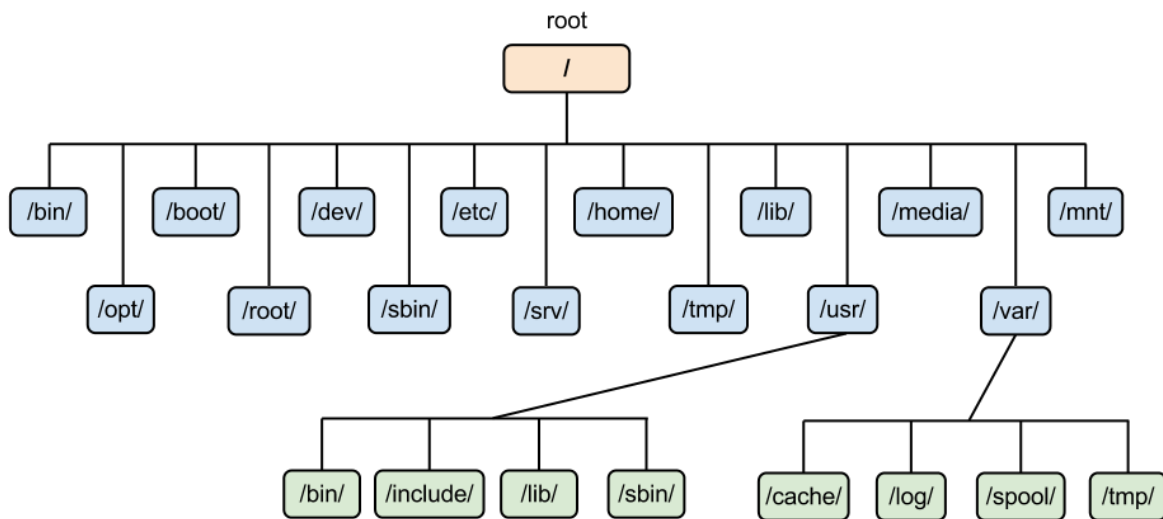 root
/
/bin/ /boot/ /dev/ /etc/ /home/ /lib/ /media/ /mnt/
/opt/ /root/ /sbin/ /srv/ /tmp/ /usr/ /var/
/bin/ /include/ /lib/ /sbin/ /cache/ /log/ /spool/ /tmp/